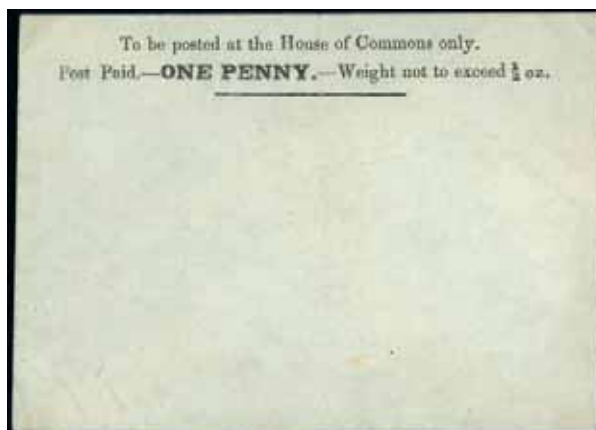 To be posted at the House of Commons only.
Post Paid.—ONE PENNY.—Weight not to exceed ½ oz.